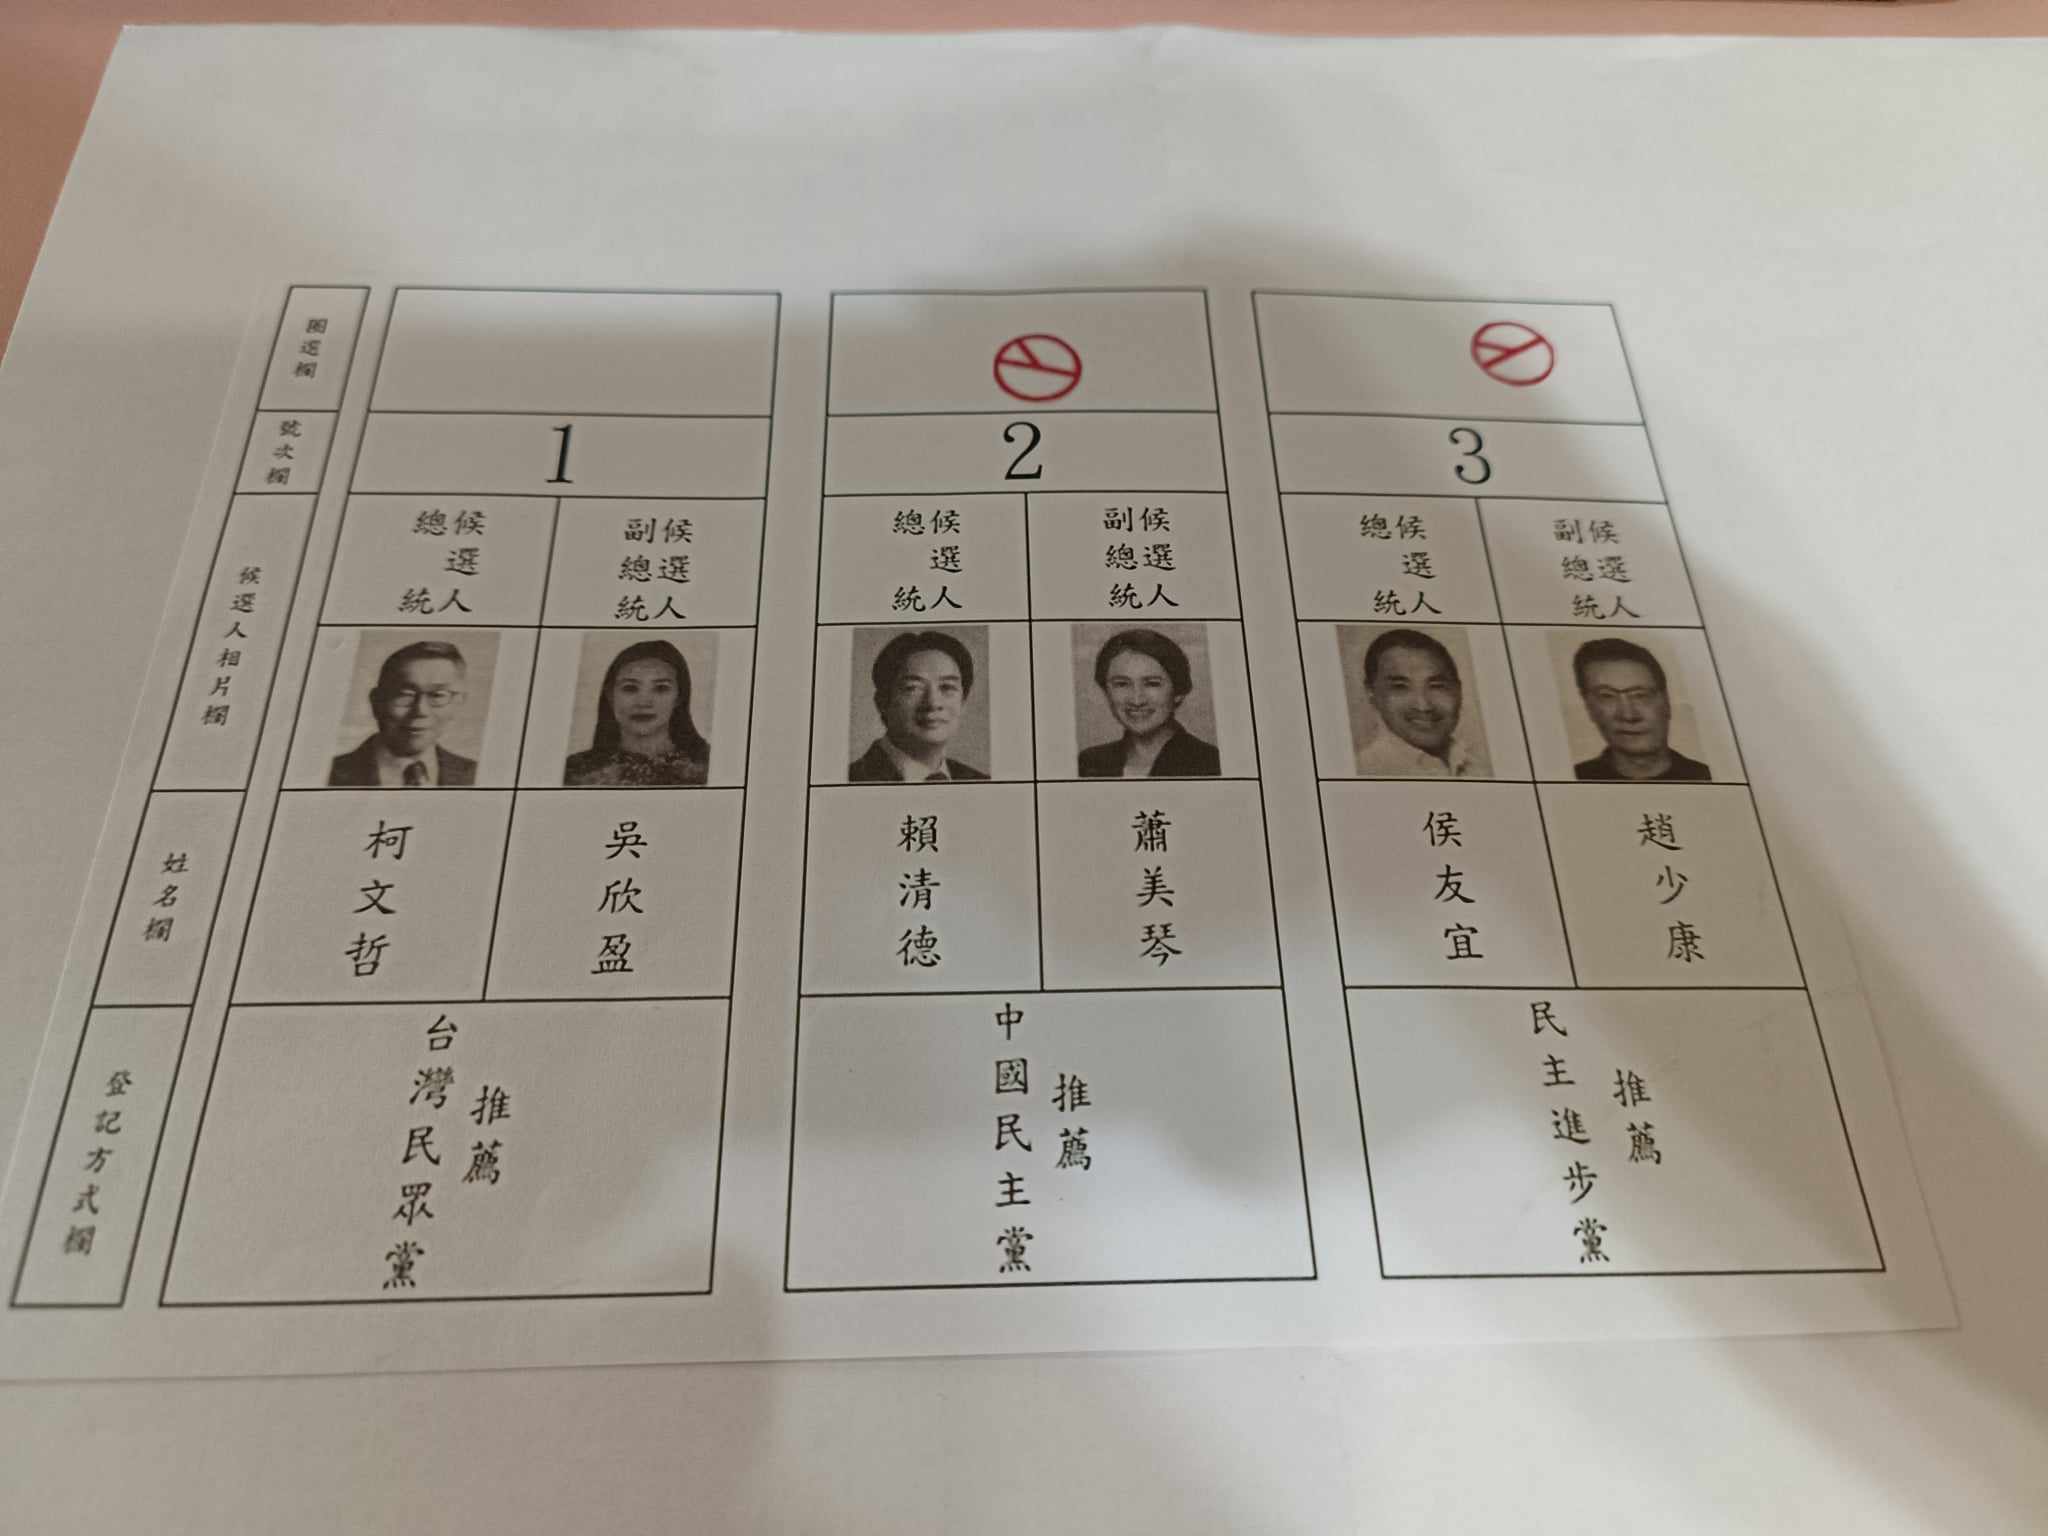 圈選欄
號次欄
候選人相片欄
姓名欄
登記方式欄
1
總統
候選人
副總統
候選人
柯文哲
吳欣盈
台灣民眾黨
推薦
2
總統
候選人
副總統
候選人
賴清德
蕭美琴
中國民主黨
推薦
3
總統
候選人
副總統
候選人
侯友宜
趙少康
民主進步黨
推薦